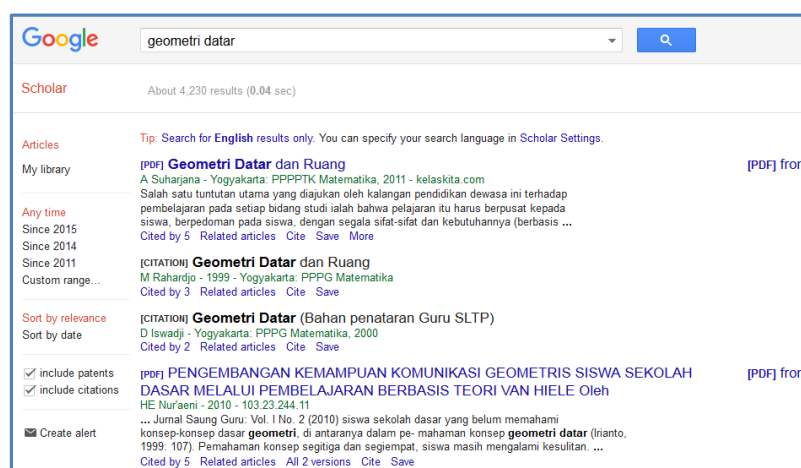 Google
geometri datar
Scholar
About 4,230 results (0.04 sec)
Articles
My library
Any time
Since 2015
Since 2014
Since 2011
Custom range...
Sort by relevance
Sort by date
include patents
include citations
Create alert
Tip: Search for English results only. You can specify your search language in Scholar Settings.
[PDF] Geometri Datar dan Ruang
[PDF] from
A Suharjana - Yogyakarta: PPPPTK Matematika, 2011 - kelaskita.com
Salah satu tuntutan utama yang diajukan oleh kalangan pendidikan dewasa ini terhadap
pembelajaran pada setiap bidang studi ialah bahwa pelajaran itu harus berpusat kepada
siswa, berpedoman pada siswa, dengan segala sifat-sifat dan kebutuhannya (berbasis ...
Cited by 5 Related articles Cite Save More
[CITATION] Geometri Datar dan Ruang
M Rahardjo - 1999 - Yogyakarta: PPPG Matematika
Cited by 3 Related articles Cite Save
[CITATION] Geometri Datar (Bahan penataran Guru SLTP)
D Iswadji - Yogyakarta: PPPG Matematika, 2000
Cited by 2 Related articles Cite Save
[PDF] PENGEMBANGAN KEMAMPUAN KOMUNIKASI GEOMETRIS SISWA SEKOLAH
DASAR MELALUI PEMBELAJARAN BERBASIS TEORI VAN HIELE Oleh
[PDF] from
HE Nur'aeni - 2010 - 103.23.244.11
... Jurnal Saung Guru: Vol. I No. 2 (2010) siswa sekolah dasar yang belum memahami
konsep-konsep dasar geometri, di antaranya dalam pe- mahaman konsep geometri datar (Irianto,
1999: 107). Pemahaman konsep segitiga dan segiempat, siswa masih mengalami kesulitan. ...
Cited by 5 Related articles All 2 versions Cite Save